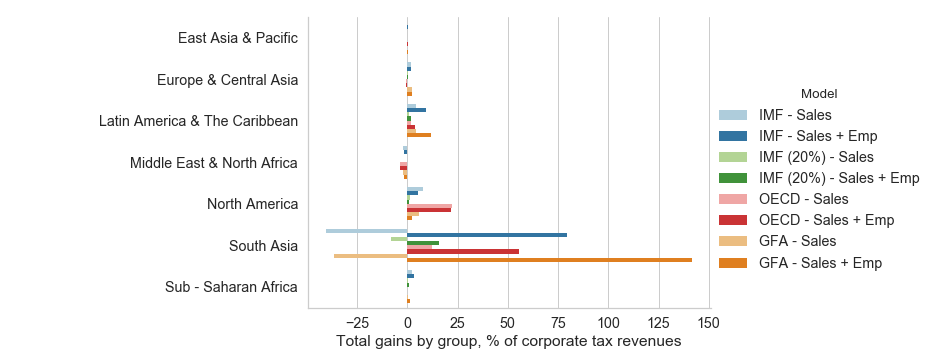 East Asia & Pacific
Europe & Central Asia
Latin America & The Caribbean
Middle East & North Africa
North America
South Asia
Sub - Saharan Africa
−25 0 25 50 75 100 125 150
Total gains by group, % of corporate tax revenues
Model
IMF - Sales
IMF - Sales + Emp
IMF (20%) - Sales
IMF (20%) - Sales + Emp
OECD - Sales
OECD - Sales + Emp
GFA - Sales
GFA - Sales + Emp